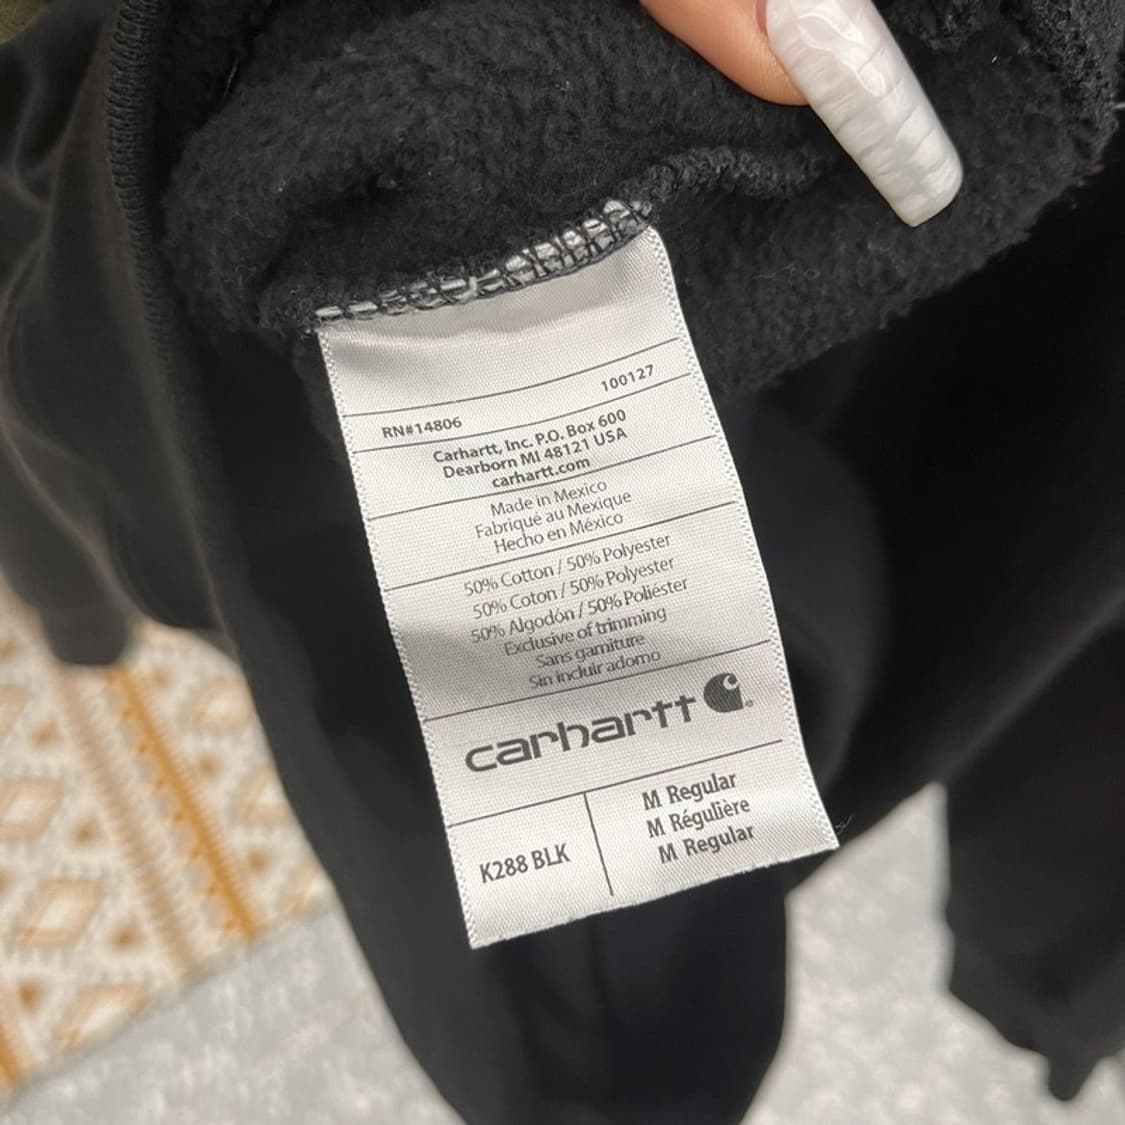 RN#14806 100127
Carhartt, Inc. P.O. Box 600
Dearborn MI 48121 USA
carhartt.com
Made in Mexico
Fabriqué au Mexique
Hecho en México
50% Cotton / 50% Polyester
50% Coton / 50% Polyester
50% Algodón / 50% Poliéster
Exclusive of trimming
Sans garniture
Sin incluir adorno
carhartt
K288 BLK
M Regular
M Régulière
M Regular